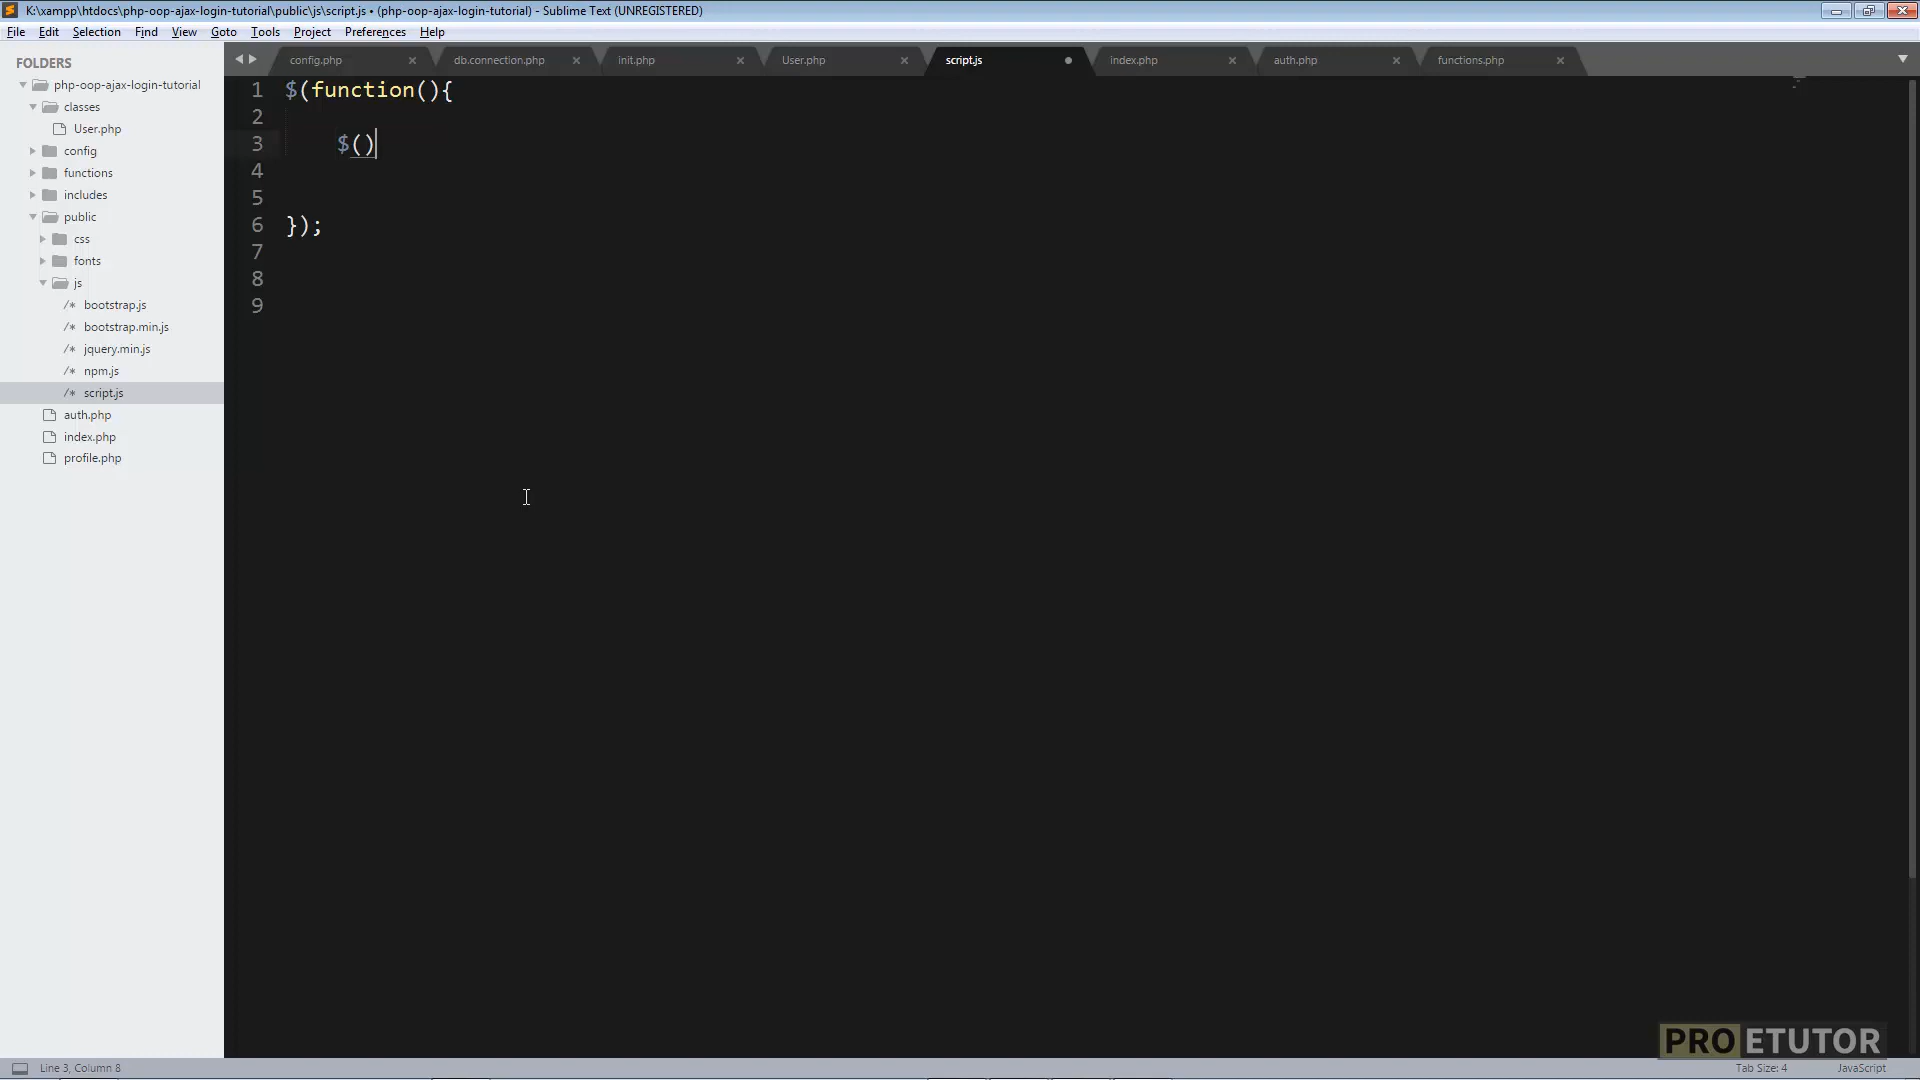 K:\xampp\htdocs\php-oop-ajax-login-tutorial\public\js\script.js • (php-oop-ajax-login-tutorial) - Sublime Text (UNREGISTERED)
File Edit Selection Find View Goto Tools Project Preferences Help
FOLDERS
php-oop-ajax-login-tutorial
classes
User.php
config
functions
includes
public
css
fonts
js
/* bootstrap.js
/* bootstrap.min.js
/* jquery.min.js
/* npm.js
/* script.js
auth.php
index.php
profile.php
config.php db.connection.php init.php User.php script.js index.php auth.php functions.php
1 $(function(){
2
3 $()
4
5
6 });
7
8
9
PROETUTOR
Line 3, Column 8 Tab Size: 4 JavaScript